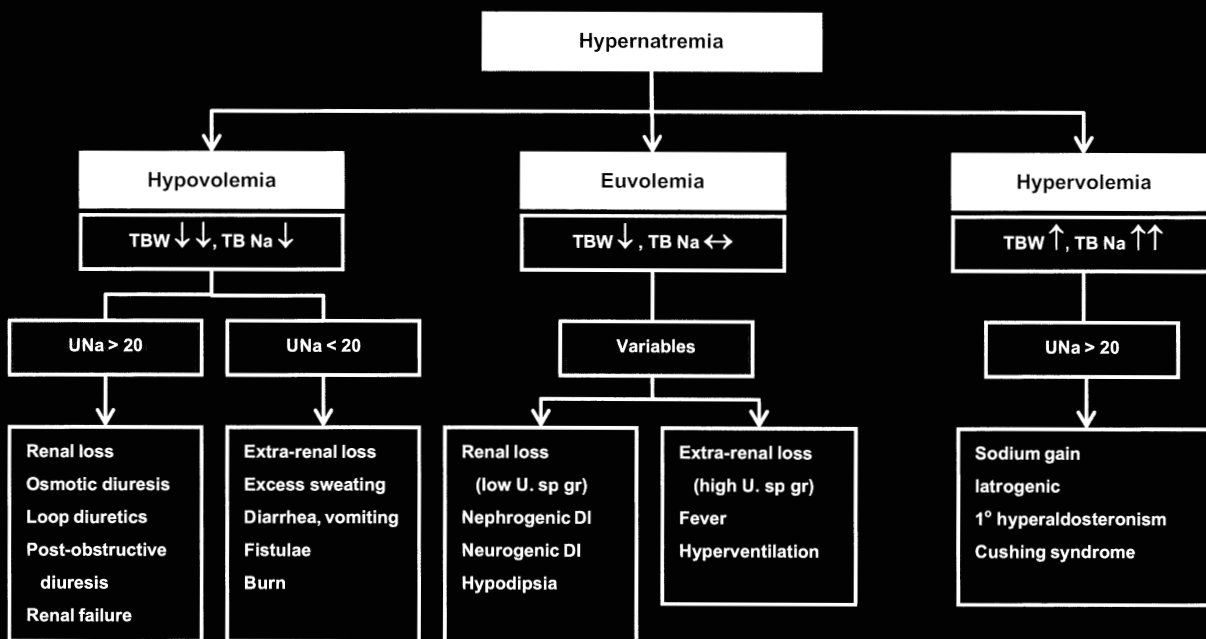 Hypernatremia
Hypovolemia
TBW ↓ ↓, TB Na ↓
UNa > 20
Renal loss
Osmotic diuresis
Loop diuretics
Post-obstructive
diuresis
Renal failure
UNa < 20
Extra-renal loss
Excess sweating
Diarrhea, vomiting
Fistulae
Burn
Euvolemia
TBW ↓, TB Na ↔
Variables
Renal loss
(low U. sp gr)
Nephrogenic DI
Neurogenic DI
Hypodipsia
Extra-renal loss
(high U. sp gr)
Fever
Hyperventilation
Hypervolemia
TBW ↑, TB Na ↑↑
UNa > 20
Sodium gain
Iatrogenic
1° hyperaldosteronism
Cushing syndrome